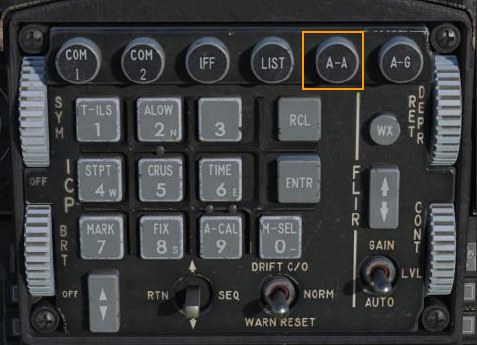 COM 1
COM 2
IFF
LIST
A-A
A-G
SYM
T-ILS 1
ALOW 2 N
3
RCL
WX
DEPR
RET
OFF
ICP
STPT 4 W
CRUS 5
TIME 6 E
ENTR
FLIR
BRT
MARK 7
FIX 8 S
A-CAL 9
M-SEL 0 –
CONT
GAIN
LVL
AUTO
OFF
RTN
SEQ
DRIFT C/O
NORM
WARN RESET